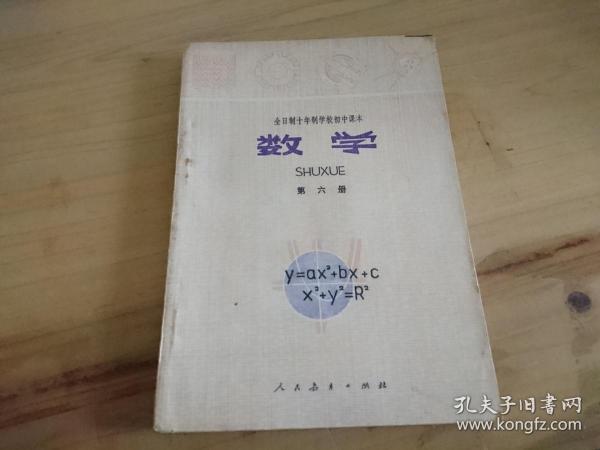 全日制十年制学校初中课本
数学
SHUXUE
第六册
y=ax²+bx+c
x²+y²=R²
人民教育出版社
孔夫子旧书网
www.kongfz.com